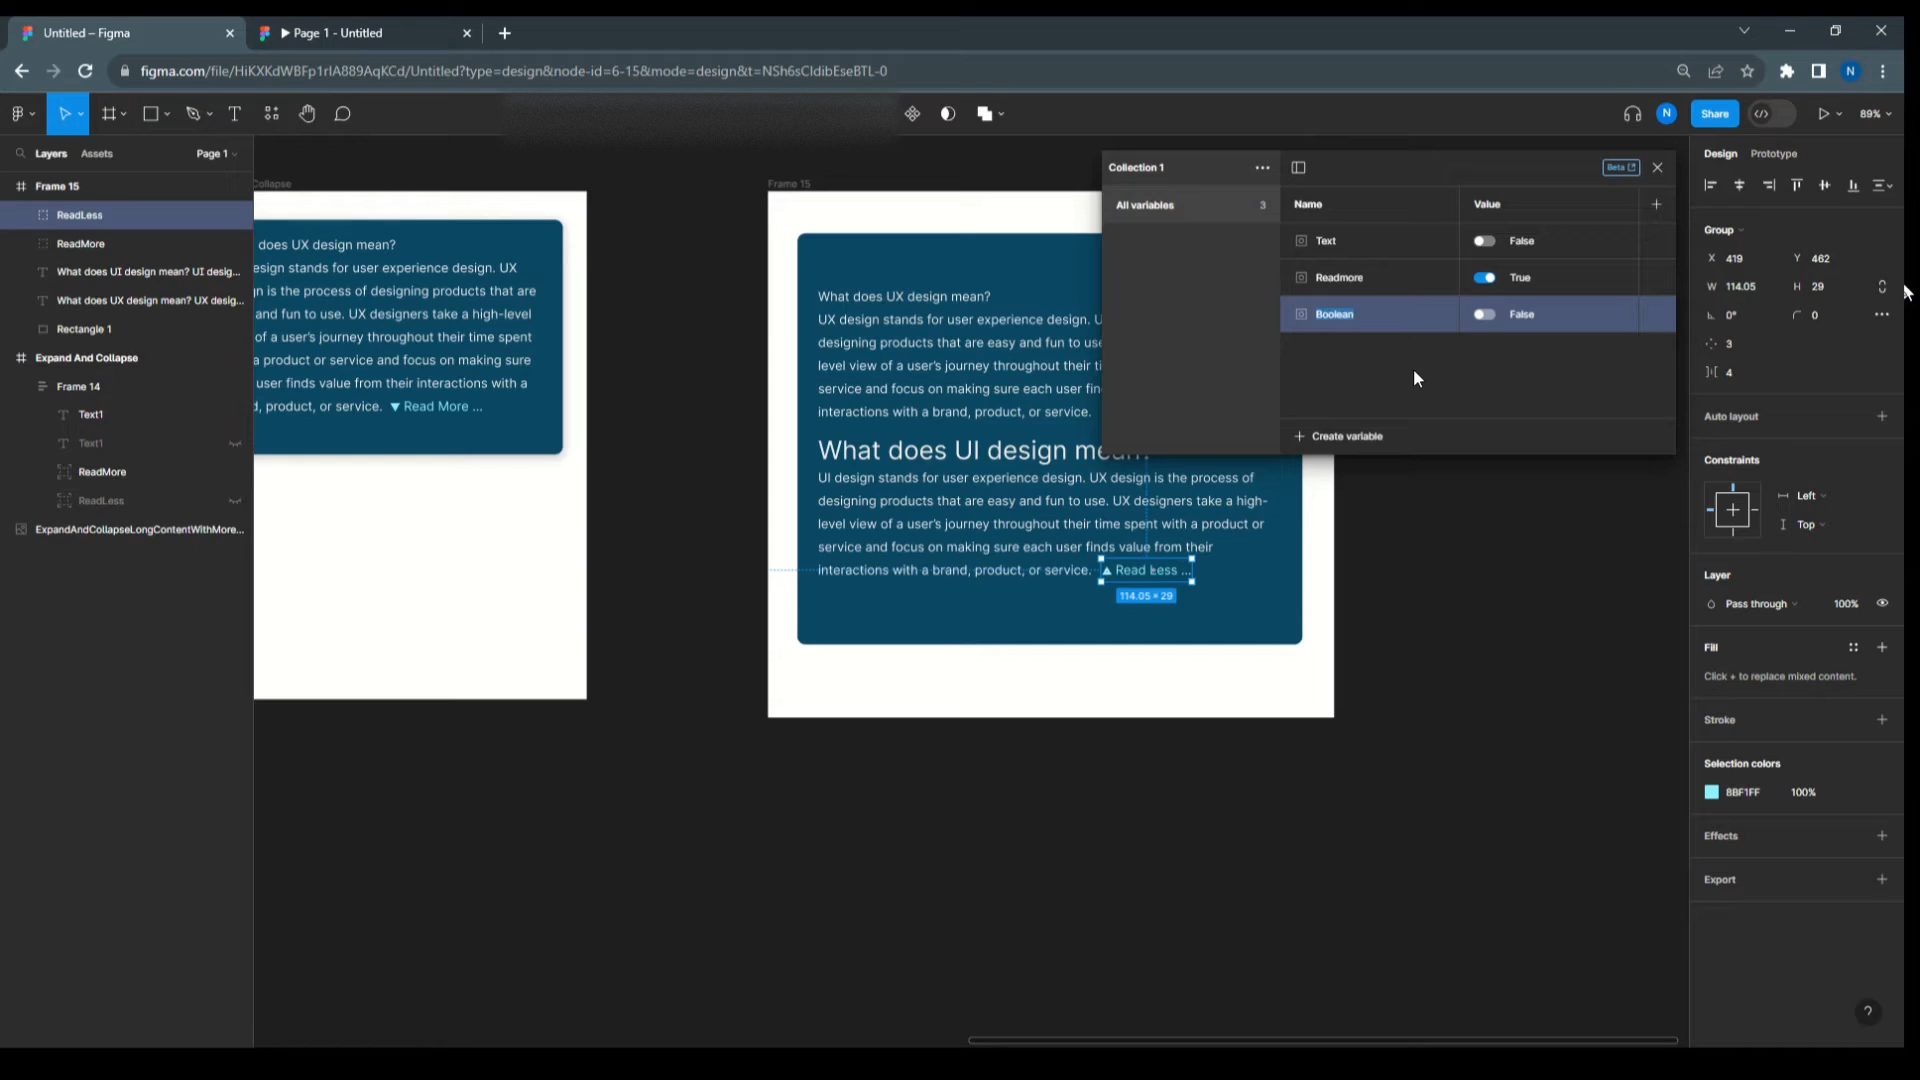 Untitled – Figma
▶ Page 1 - Untitled
figma.com/file/HiKXKdWBFp1rIA889AqKCd/Untitled?type=design&node-id=6-15&mode=design&t=NSh6sCIdibEseBTL-0
N
N
Share
89%
Layers
Assets
Page 1
Frame 15
ReadLess
ReadMore
What does UI design mean? UI desig...
What does UX design mean? UX desig...
Rectangle 1
Expand And Collapse
Frame 14
Text1
Text1
ReadMore
ReadLess
ExpandAndCollapseLongContentWithMore...
Collapse
does UX design mean?
esign stands for user experience design. UX
n is the process of designing products that are
and fun to use. UX designers take a high-level
of a user's journey throughout their time spent
a product or service and focus on making sure
user finds value from their interactions with a
d, product, or service. ▼ Read More ...
Frame 15
What does UX design mean?
UX design stands for user experience design. U
designing products that are easy and fun to use
level view of a user's journey throughout their t
service and focus on making sure each user fin
interactions with a brand, product, or service.
What does UI design mean?
UI design stands for user experience design. UX design is the process of
designing products that are easy and fun to use. UX designers take a high-
level view of a user's journey throughout their time spent with a product or
service and focus on making sure each user finds value from their
interactions with a brand, product, or service. ▲ Read Less ...
114.05 × 29
Collection 1
Beta
All variables 3
Name Value
Text False
Readmore True
Boolean False
Create variable
Design
Prototype
Group
X 419 Y 462
W 114.05 H 29
0° 0
3
4
Auto layout
Constraints
Left
Top
Layer
Pass through 100%
Fill
Click + to replace mixed content.
Stroke
Selection colors
8BF1FF 100%
Effects
Export
?